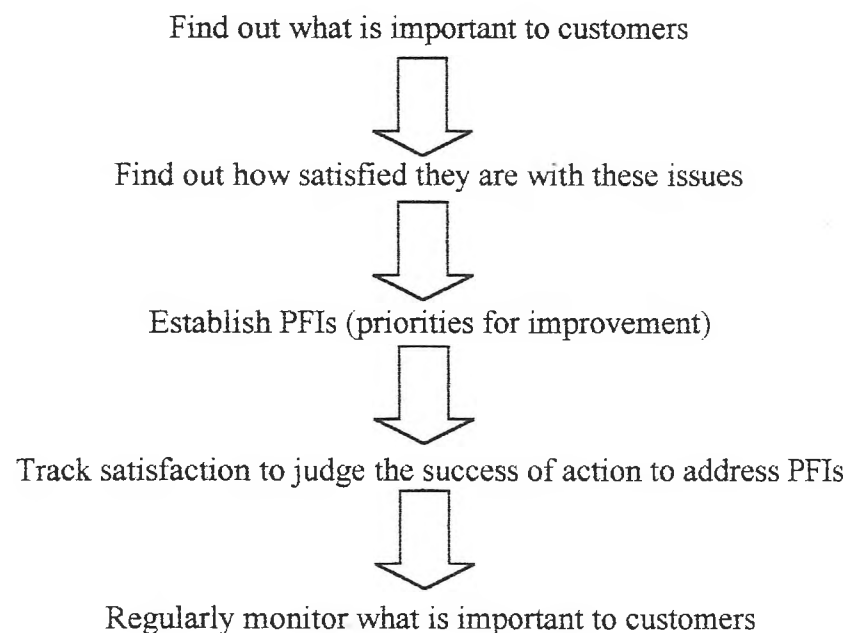 Find out what is important to customers
Find out how satisfied they are with these issues
Establish PFIs (priorities for improvement)
Track satisfaction to judge the success of action to address PFIs
Regularly monitor what is important to customers